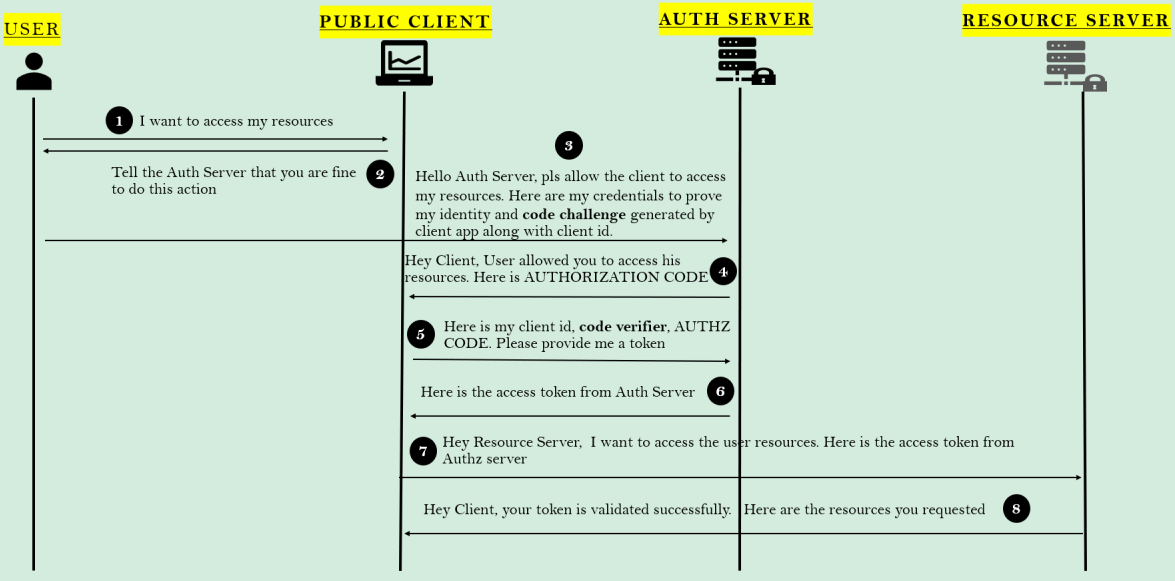 USER
PUBLIC CLIENT
AUTH SERVER
RESOURCE SERVER
1 I want to access my resources
2
Tell the Auth Server that you are fine
to do this action
3
Hello Auth Server, pls allow the client to access
my resources. Here are my credentials to prove
my identity and code challenge generated by
client app along with client id.
Hey Client, User allowed you to access his
resources. Here is AUTHORIZATION CODE
4
5
Here is my client id, code verifier, AUTHZ
CODE. Please provide me a token
Here is the access token from Auth Server 6
7
Hey Resource Server, I want to access the user resources. Here is the access token from
Authz server
Hey Client, your token is validated successfully. Here are the resources you requested 8